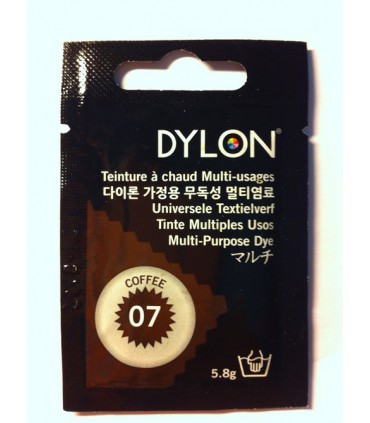 DYLON®
Teinture à chaud Multi-usages
다이론 가정용 무독성 멀티염료
Universele Textielverf
Tinte Multiples Usos
Multi-Purpose Dye
マルチ
COFFEE
07
5.8g